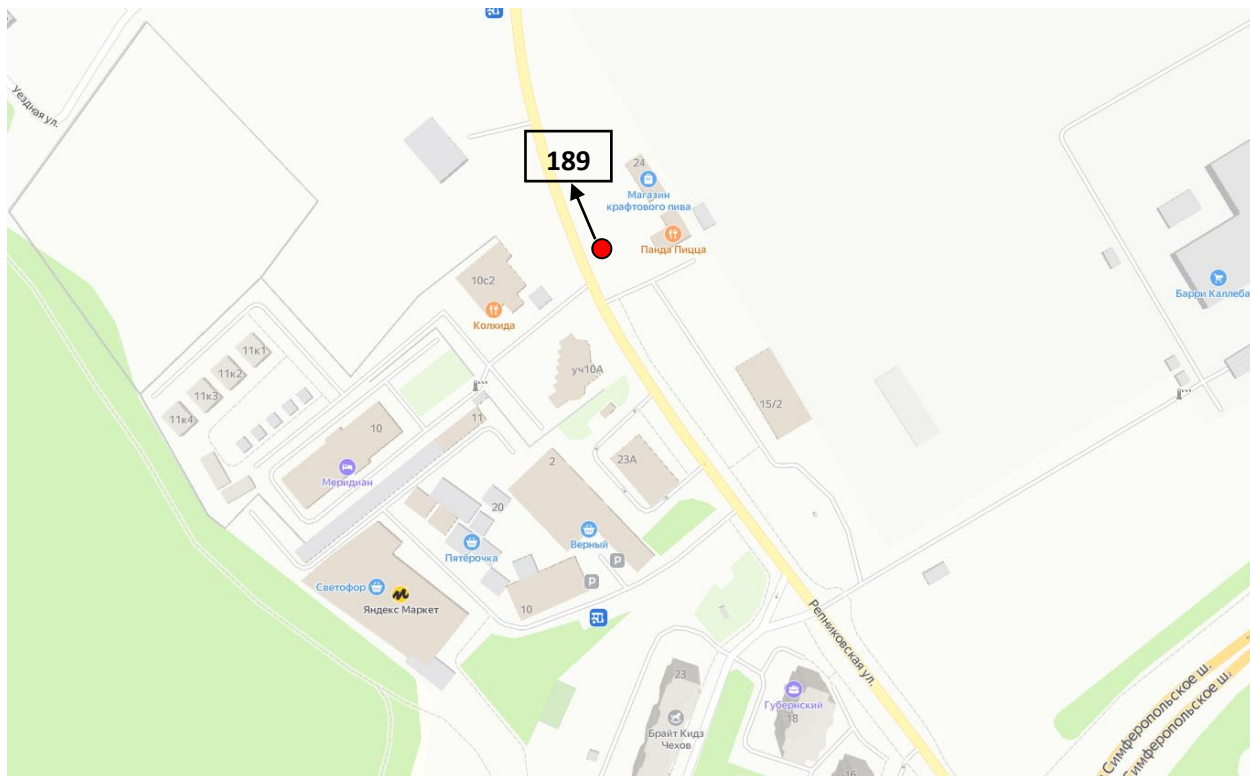 Уездная ул.
189
24
Магазин
крафтового пива
Панда Пицца
10с2
Колхида
Барри Каллеба
11к1
11к2
11к3
11к4
уч10А
15/2
10
11
Меридиан
2
23А
20
Верный
Пятёрочка
P
P
Светофор
Яндекс Маркет
10
Репниковская ул.
23
Губернский
18
Брайт Кидз
Чехов
16
Симферопольское ш.
Симферопольское ш.